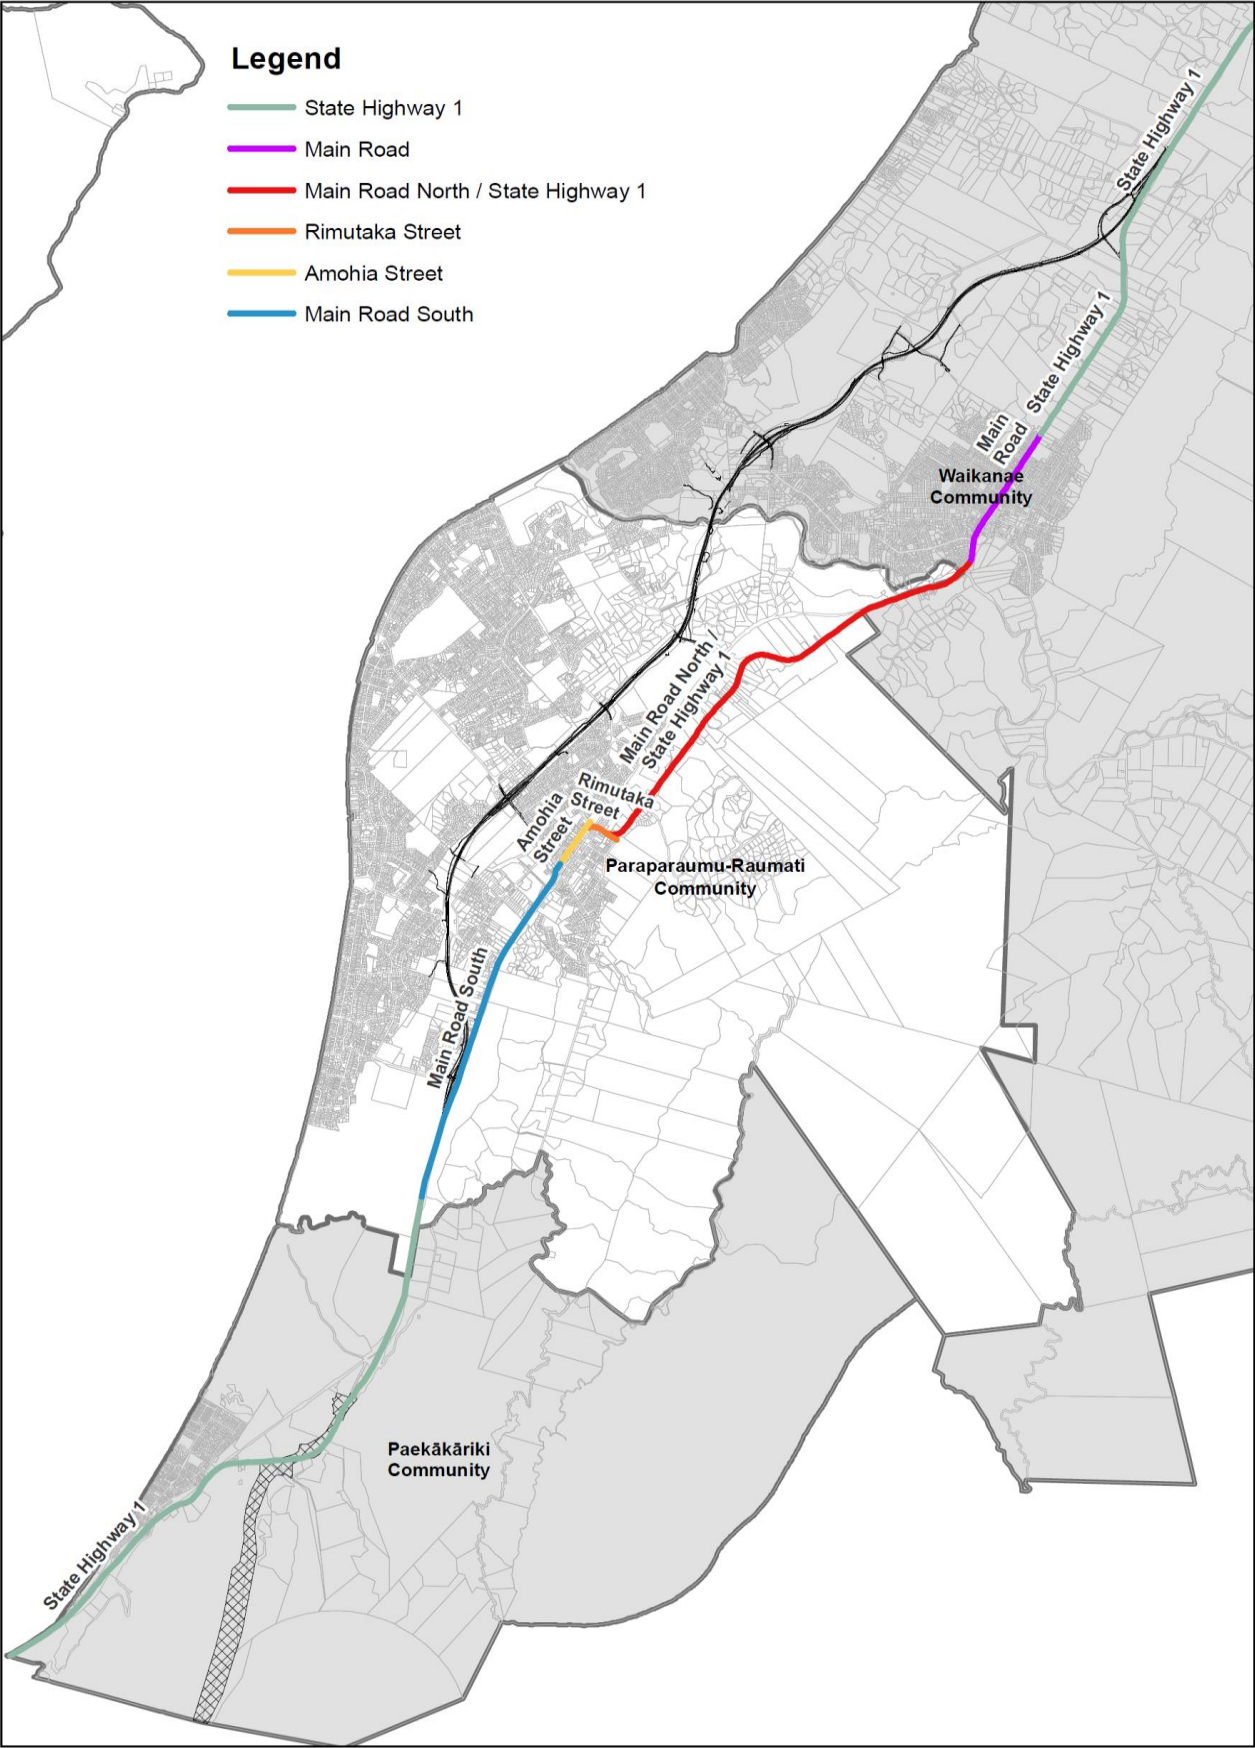 Legend
State Highway 1
Main Road
Main Road North / State Highway 1
Rimutaka Street
Amohia Street
Main Road South
State Highway 1
State Highway 1
Main
Road
Waikanae
Community
Main Road North /
State Highway 1
Rimutaka
Street
Amohia
Street
Paraparaumu-Raumati
Community
Main Road South
Paekākāriki
Community
State Highway 1